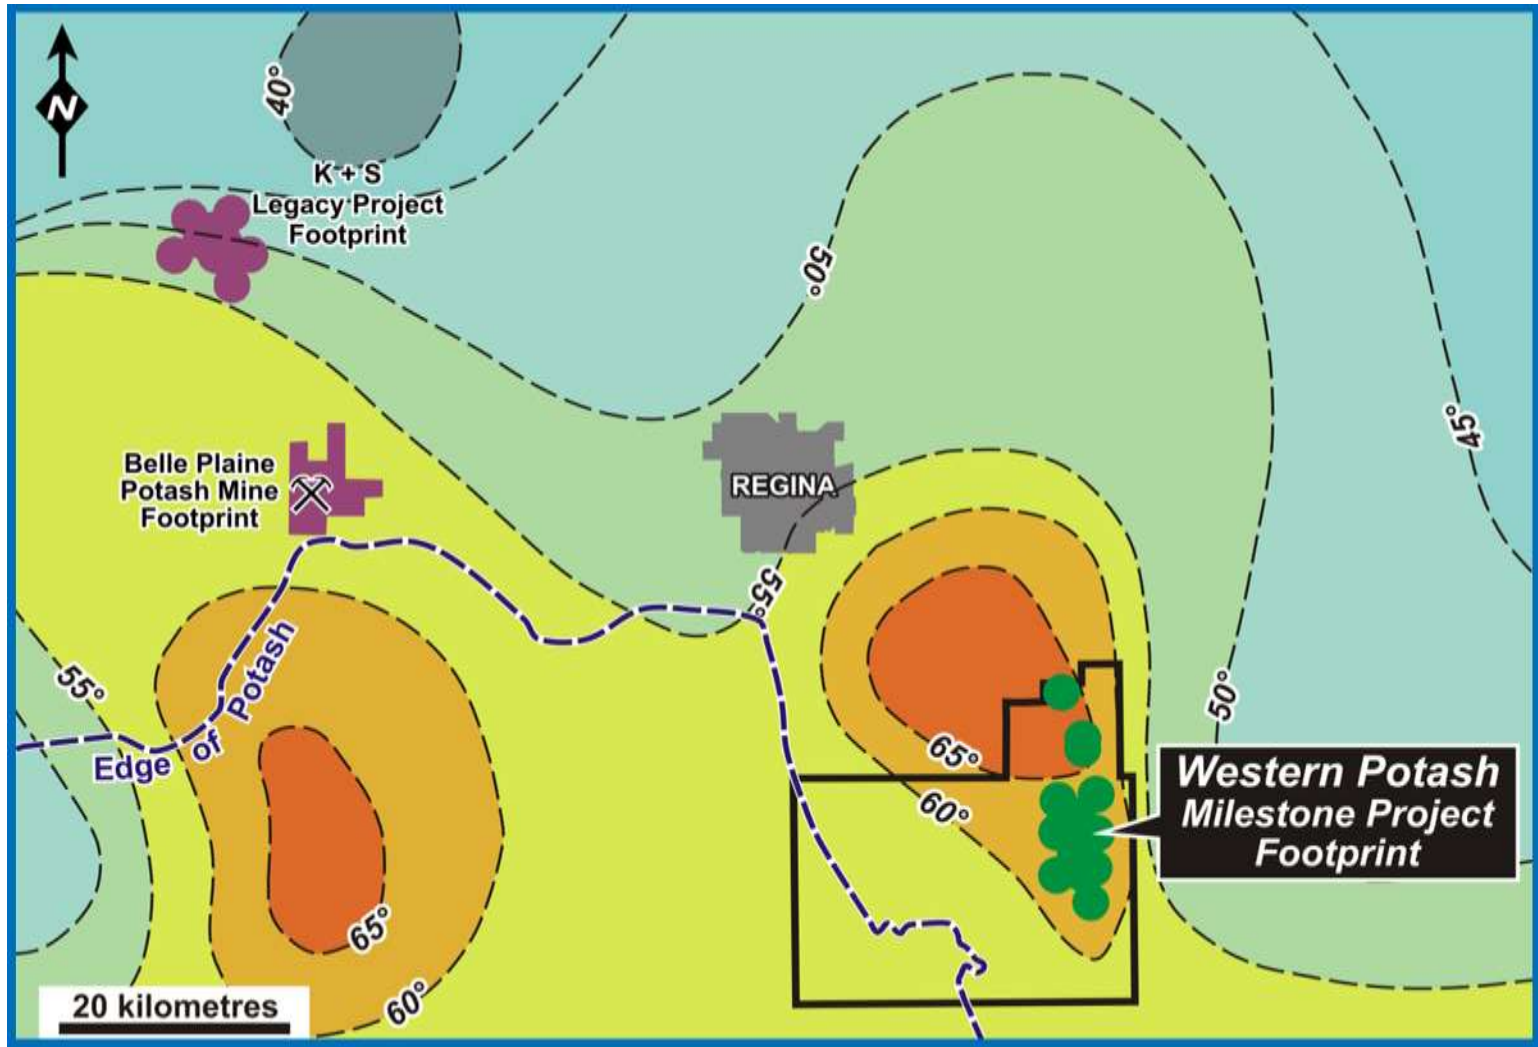 N
40°
K + S
Legacy Project
Footprint
50°
45°
Belle Plaine
Potash Mine
Footprint
REGINA
55°
55°
Edge of Potash
50°
65°
60°
Western Potash
Milestone Project
Footprint
65°
60°
20 kilometres